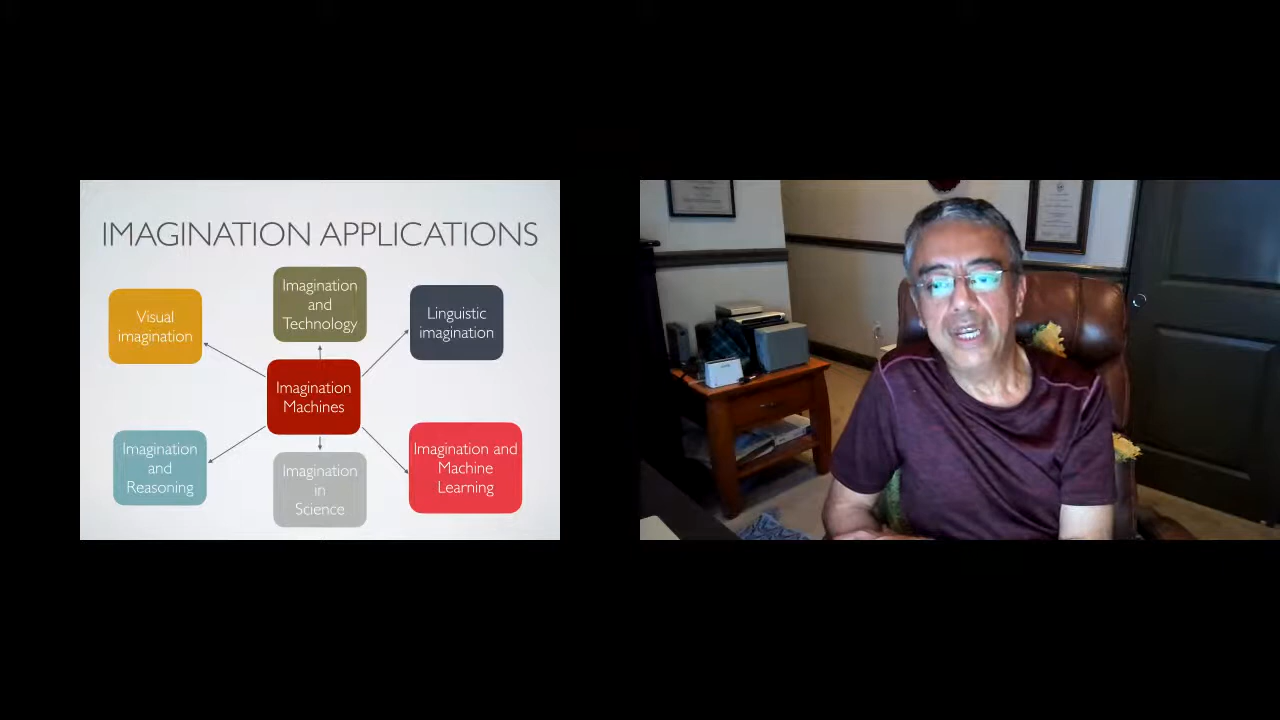 IMAGINATION APPLICATIONS
Visual
imagination
Imagination
and
Technology
Linguistic
imagination
Imagination
Machines
Imagination
and
Reasoning
Imagination
in
Science
Imagination and
Machine
Learning